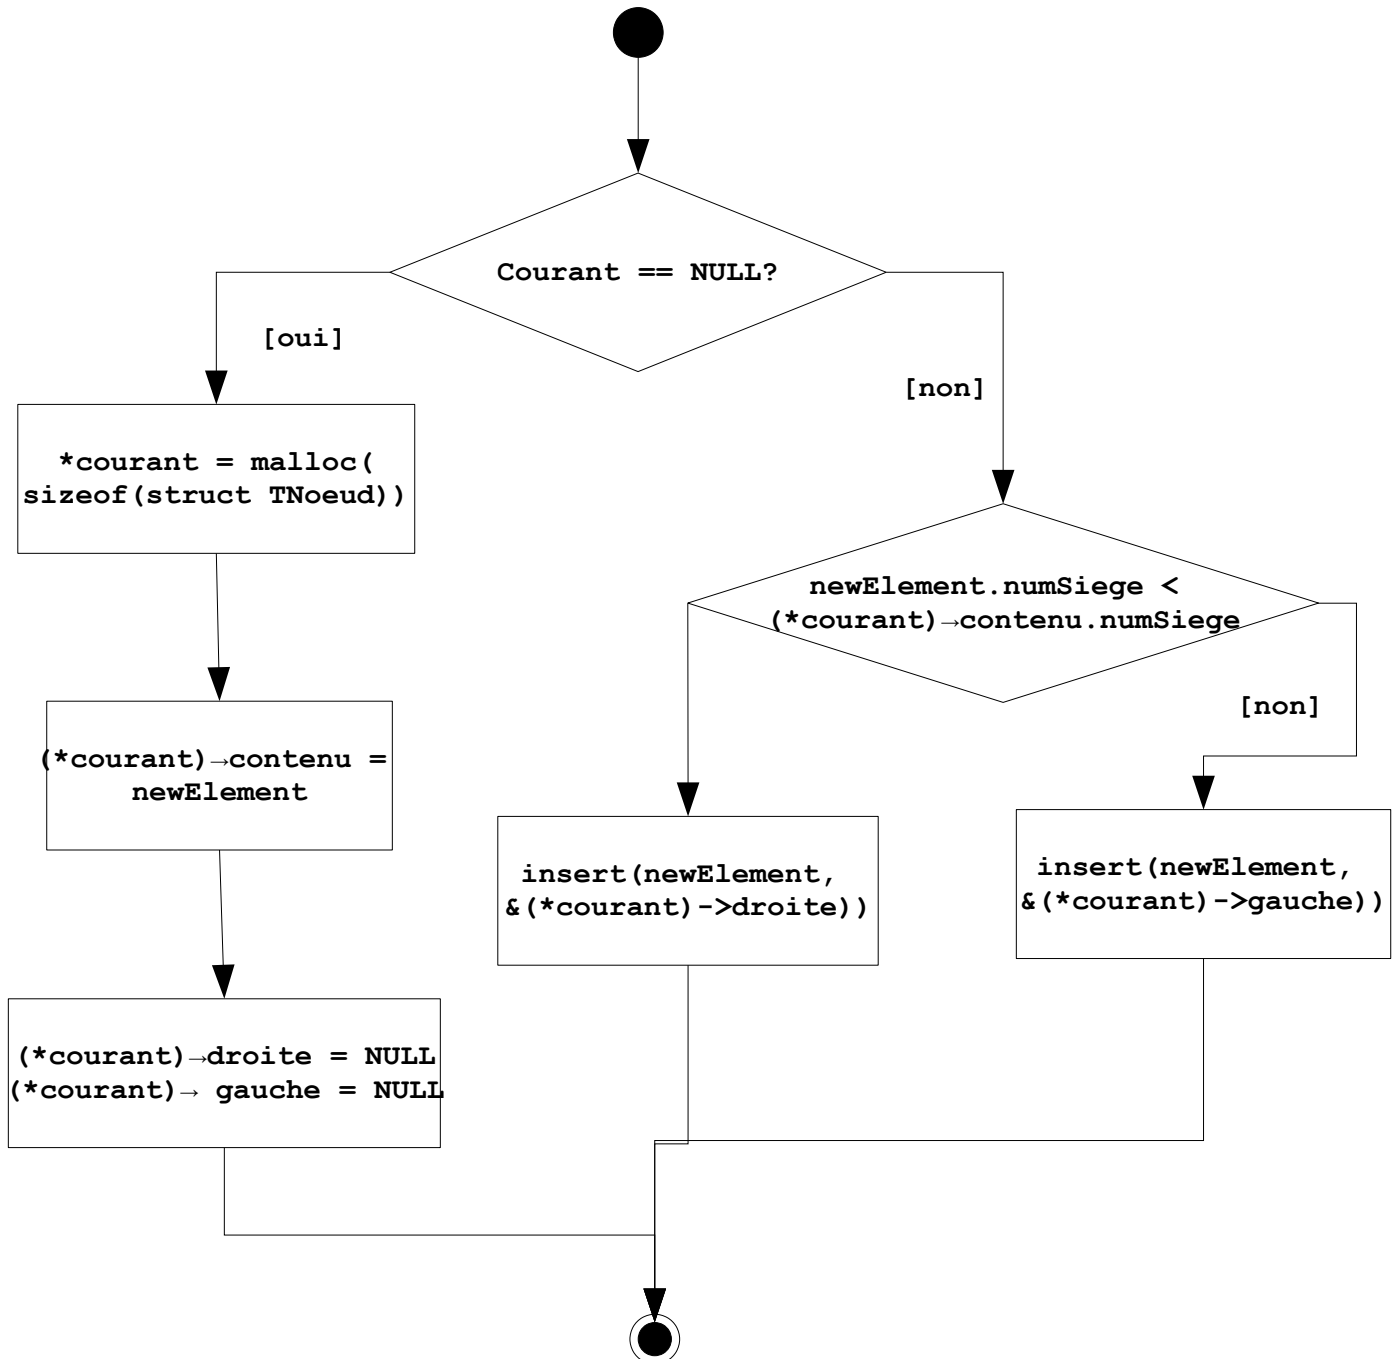 Courant == NULL?
[oui]
[non]
*courant = malloc(
sizeof(struct TNoeud))
newElement.numSiege <
(*courant)→contenu.numSiege
[non]
(*courant)→contenu =
newElement
insert(newElement,
&(*courant)->droite))
insert(newElement,
&(*courant)->gauche))
(*courant)→droite = NULL
(*courant)→ gauche = NULL